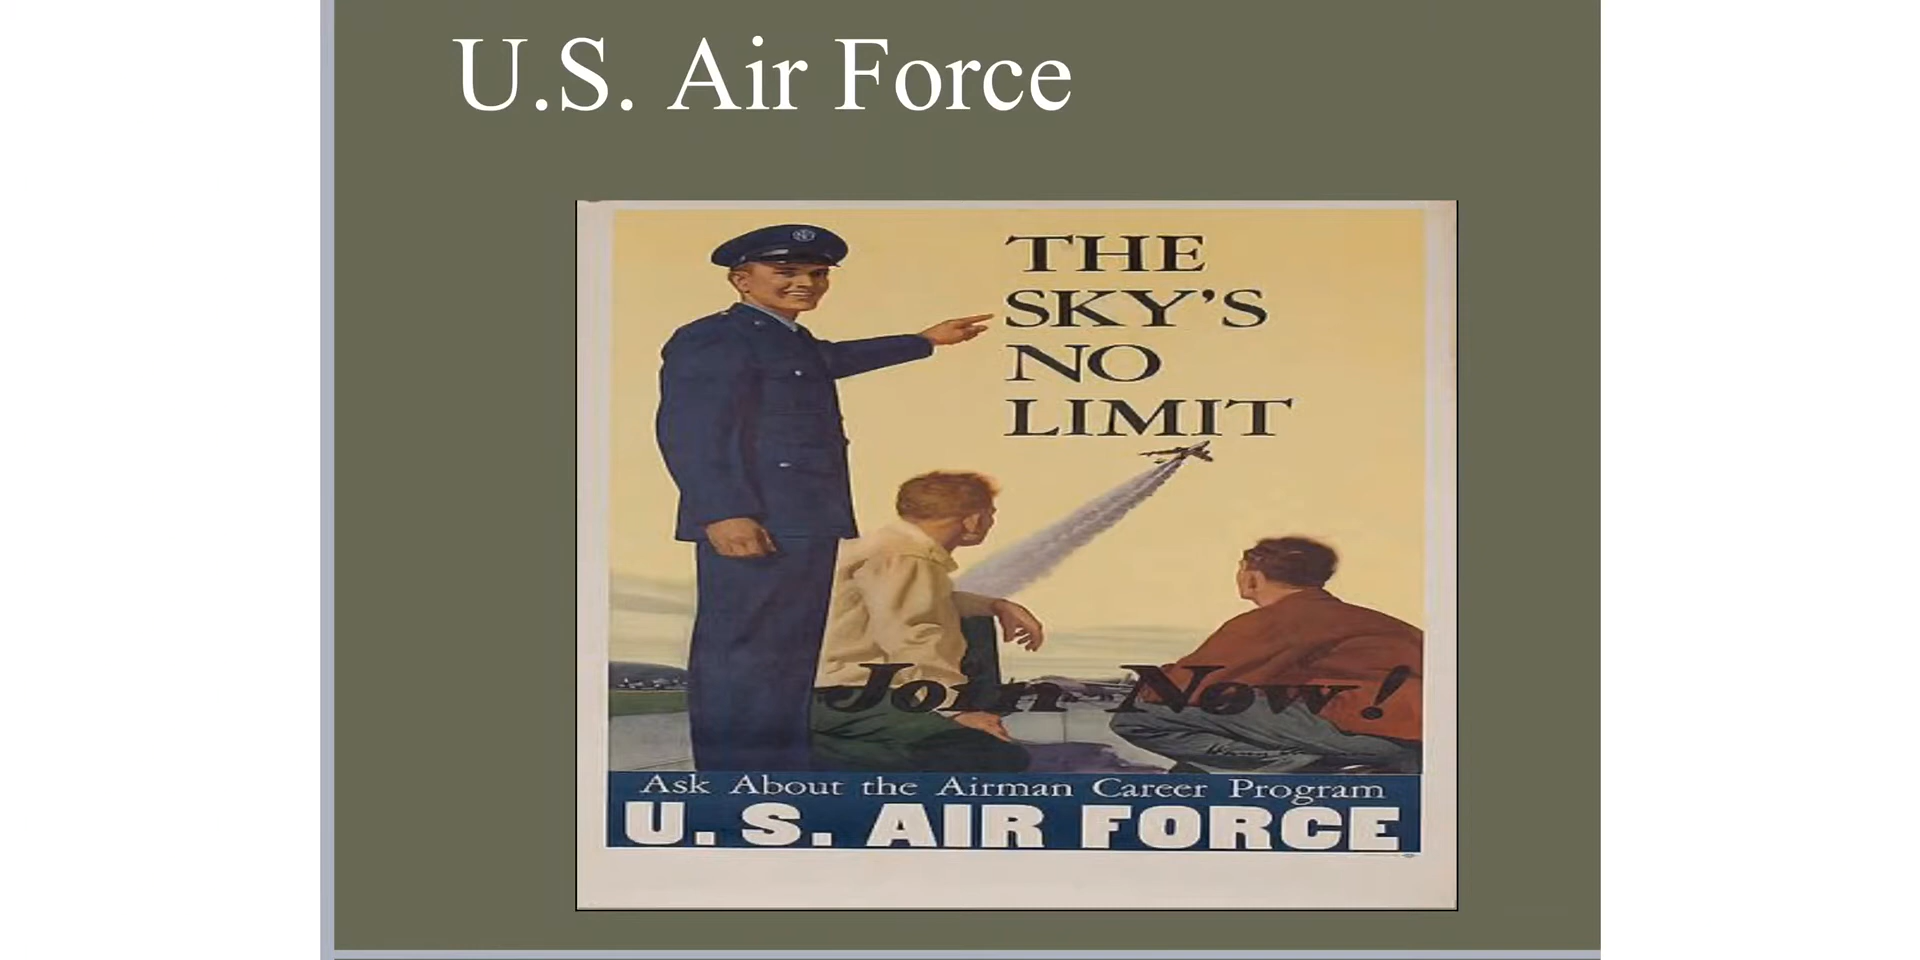 U.S. Air Force
THE
SKY'S
NO
LIMIT
Join Now!
Ask About the Airman Career Program
U.S. AIR FORCE